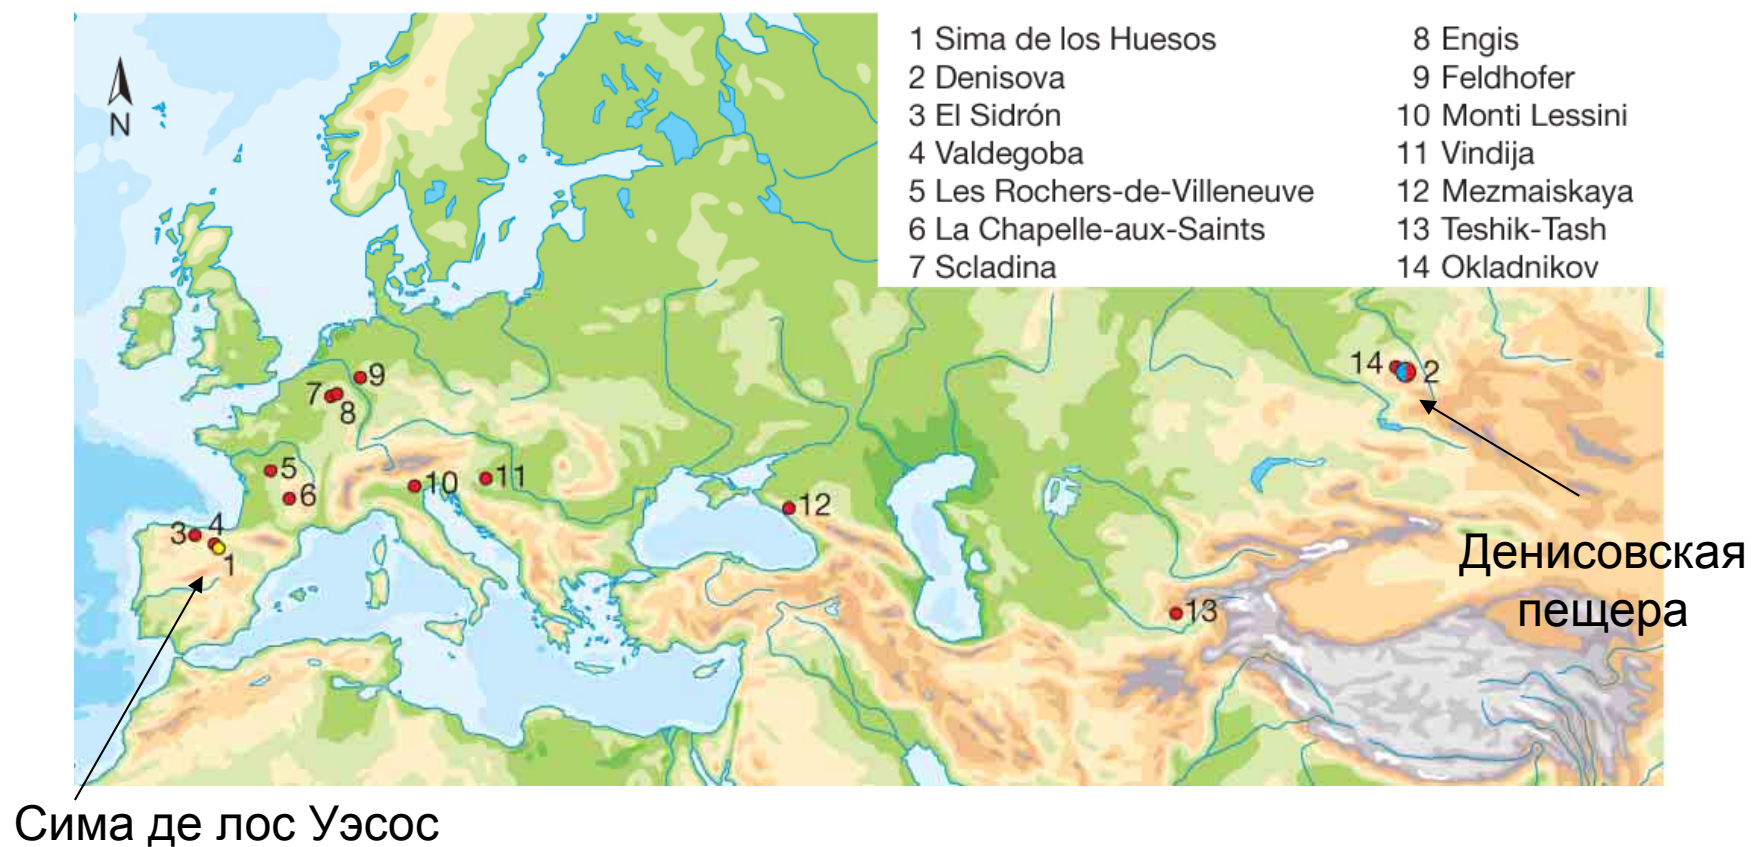 1 Sima de los Huesos
2 Denisova
3 El Sidrón
4 Valdegoba
5 Les Rochers-de-Villeneuve
6 La Chapelle-aux-Saints
7 Scladina
8 Engis
9 Feldhofer
10 Monti Lessini
11 Vindija
12 Mezmaiskaya
13 Teshik-Tash
14 Okladnikov
N
14
2
9
7
8
5
6
10
11
12
3
4
1
13
Денисовская
пещера
Сима де лос Уэсос